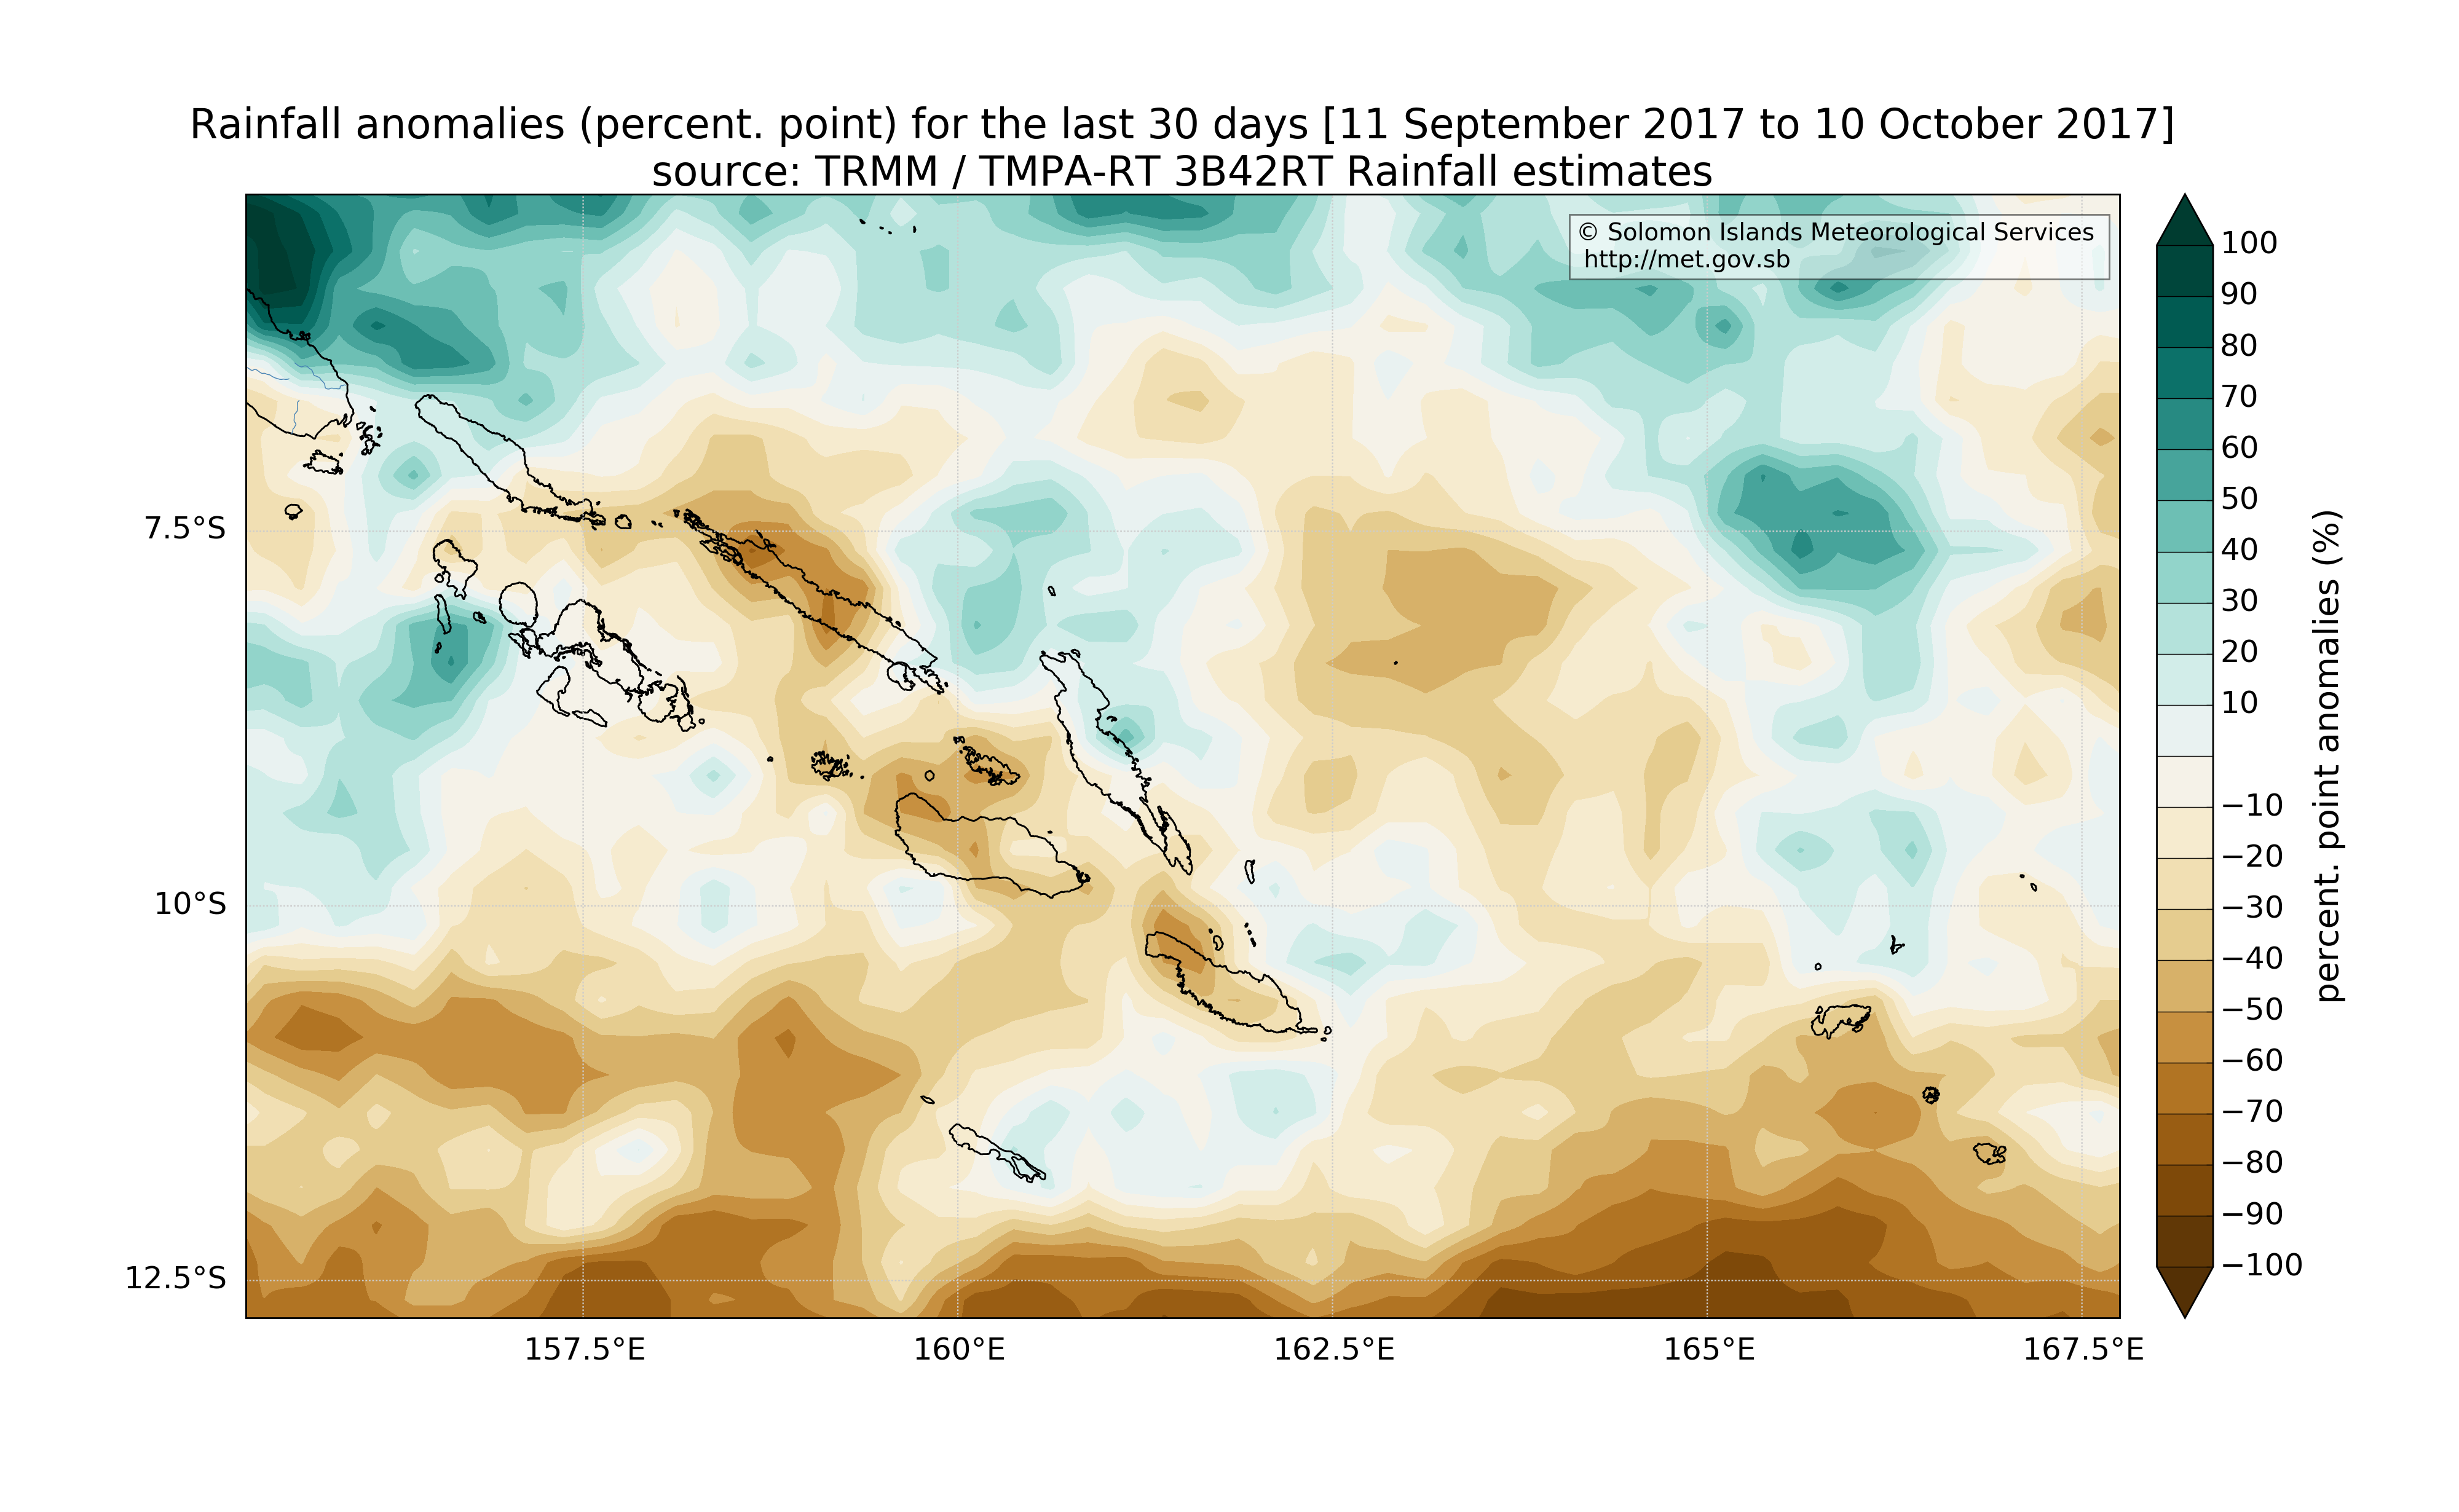 Rainfall anomalies (percent. point) for the last 30 days [11 September 2017 to 10 October 2017]
source: TRMM / TMPA-RT 3B42RT Rainfall estimates
© Solomon Islands Meteorological Services
http://met.gov.sb
7.5°S
10°S
12.5°S
157.5°E
160°E
162.5°E
165°E
167.5°E
100
90
80
70
60
50
40
30
20
10
−10
−20
−30
−40
−50
−60
−70
−80
−90
−100
percent. point anomalies (%)